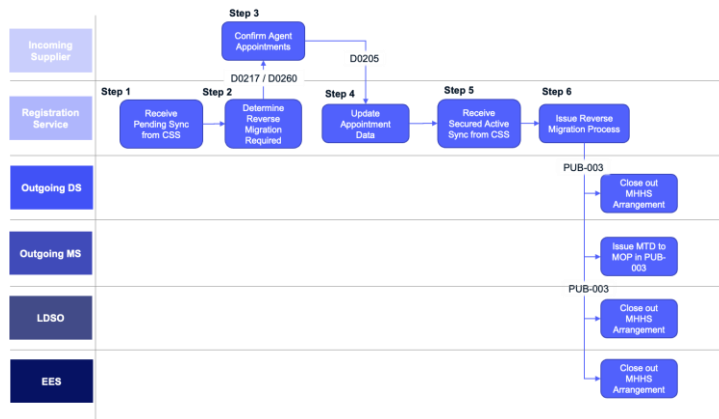 Step 3
Incoming
Supplier
Confirm Agent
Appointments
D0205
D0217 / D0260
Step 1
Step 2
Step 4
Step 5
Step 6
Registration
Service
Receive
Pending Sync
from CSS
Determine
Reverse
Migration
Required
Update
Appointment
Data
Receive
Secured Active
Sync from CSS
Issue Reverse
Migration Process
PUB-003
Outgoing DS
Close out
MHHS
Arrangement
Outgoing MS
Issue MTD to
MOP in PUB-
003
PUB-003
LDSO
Close out
MHHS
Arrangement
EES
Close out
MHHS
Arrangement